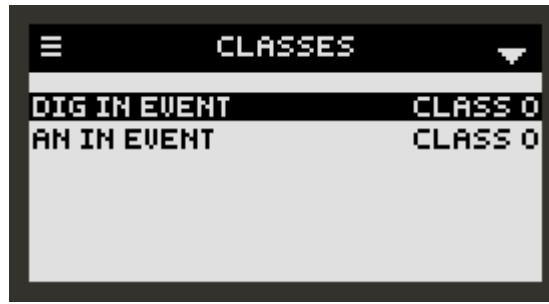 CLASSES
DIG IN EVENT CLASS 0
AN IN EVENT CLASS 0